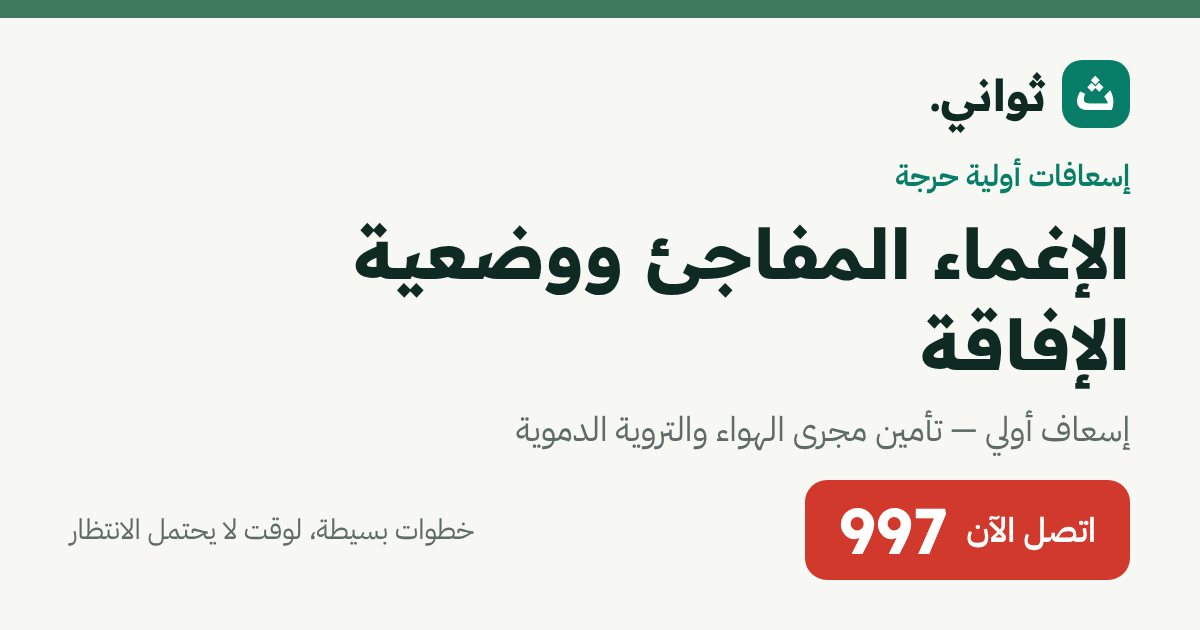 ث
ثواني.
إسعافات أولية حرجة
الإغماء المفاجئ ووضعية
الإفاقة
إسعاف أولي — تأمين مجرى الهواء والتروية الدموية
اتصل الآن 997
خطوات بسيطة، لوقت لا يحتمل الانتظار